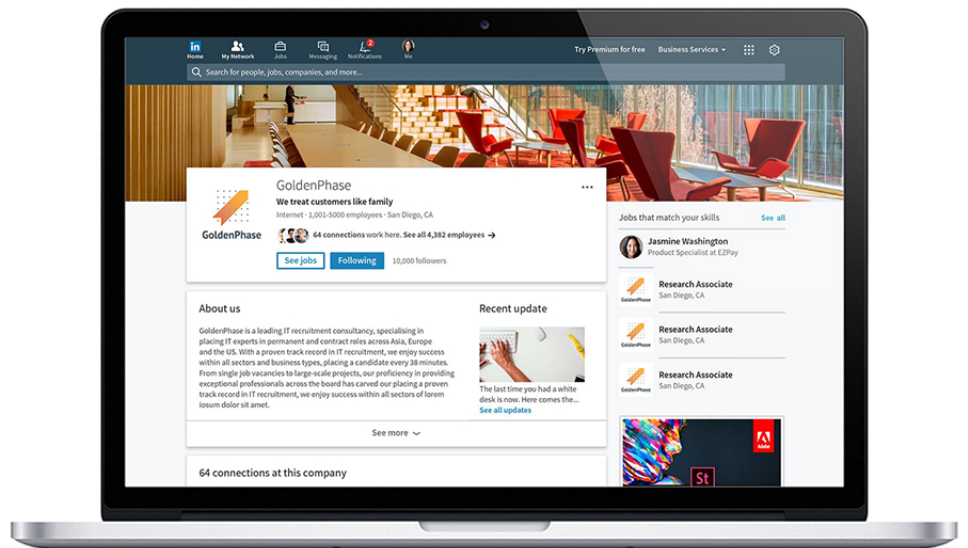 in
2
Home
My Network
Jobs
Messaging
Notifications
Me
Try Premium for free
Business Services
Search for people, jobs, companies, and more...
GoldenPhase
GoldenPhase
We treat customers like family
Internet · 1,001-5000 employees · San Diego, CA
64 connections work here. See all 4,382 employees →
See jobs
Following
10,000 followers
About us
GoldenPhase is a leading IT recruitment consultancy, specialising in
placing IT experts in permanent and contract roles across Asia, Europe
and the US. With a proven track record in IT recruitment, we enjoy success
within all sectors and business types, placing a candidate every 38 minutes.
From single job vacancies to large-scale projects, our proficiency in providing
exceptional professionals across the board has carved our placing a proven
track record in IT recruitment, we enjoy success within all sectors of lorem
iosum dolor sit amet.
See more
Recent update
The last time you had a white
desk is now. Here comes the...
See all updates
64 connections at this company
Jobs that match your skills
See all
Jasmine Washington
Product Specialist at EZPay
GoldenPhase
Research Associate
San Diego, CA
GoldenPhase
Research Associate
San Diego, CA
GoldenPhase
Research Associate
San Diego, CA
Adobe
St